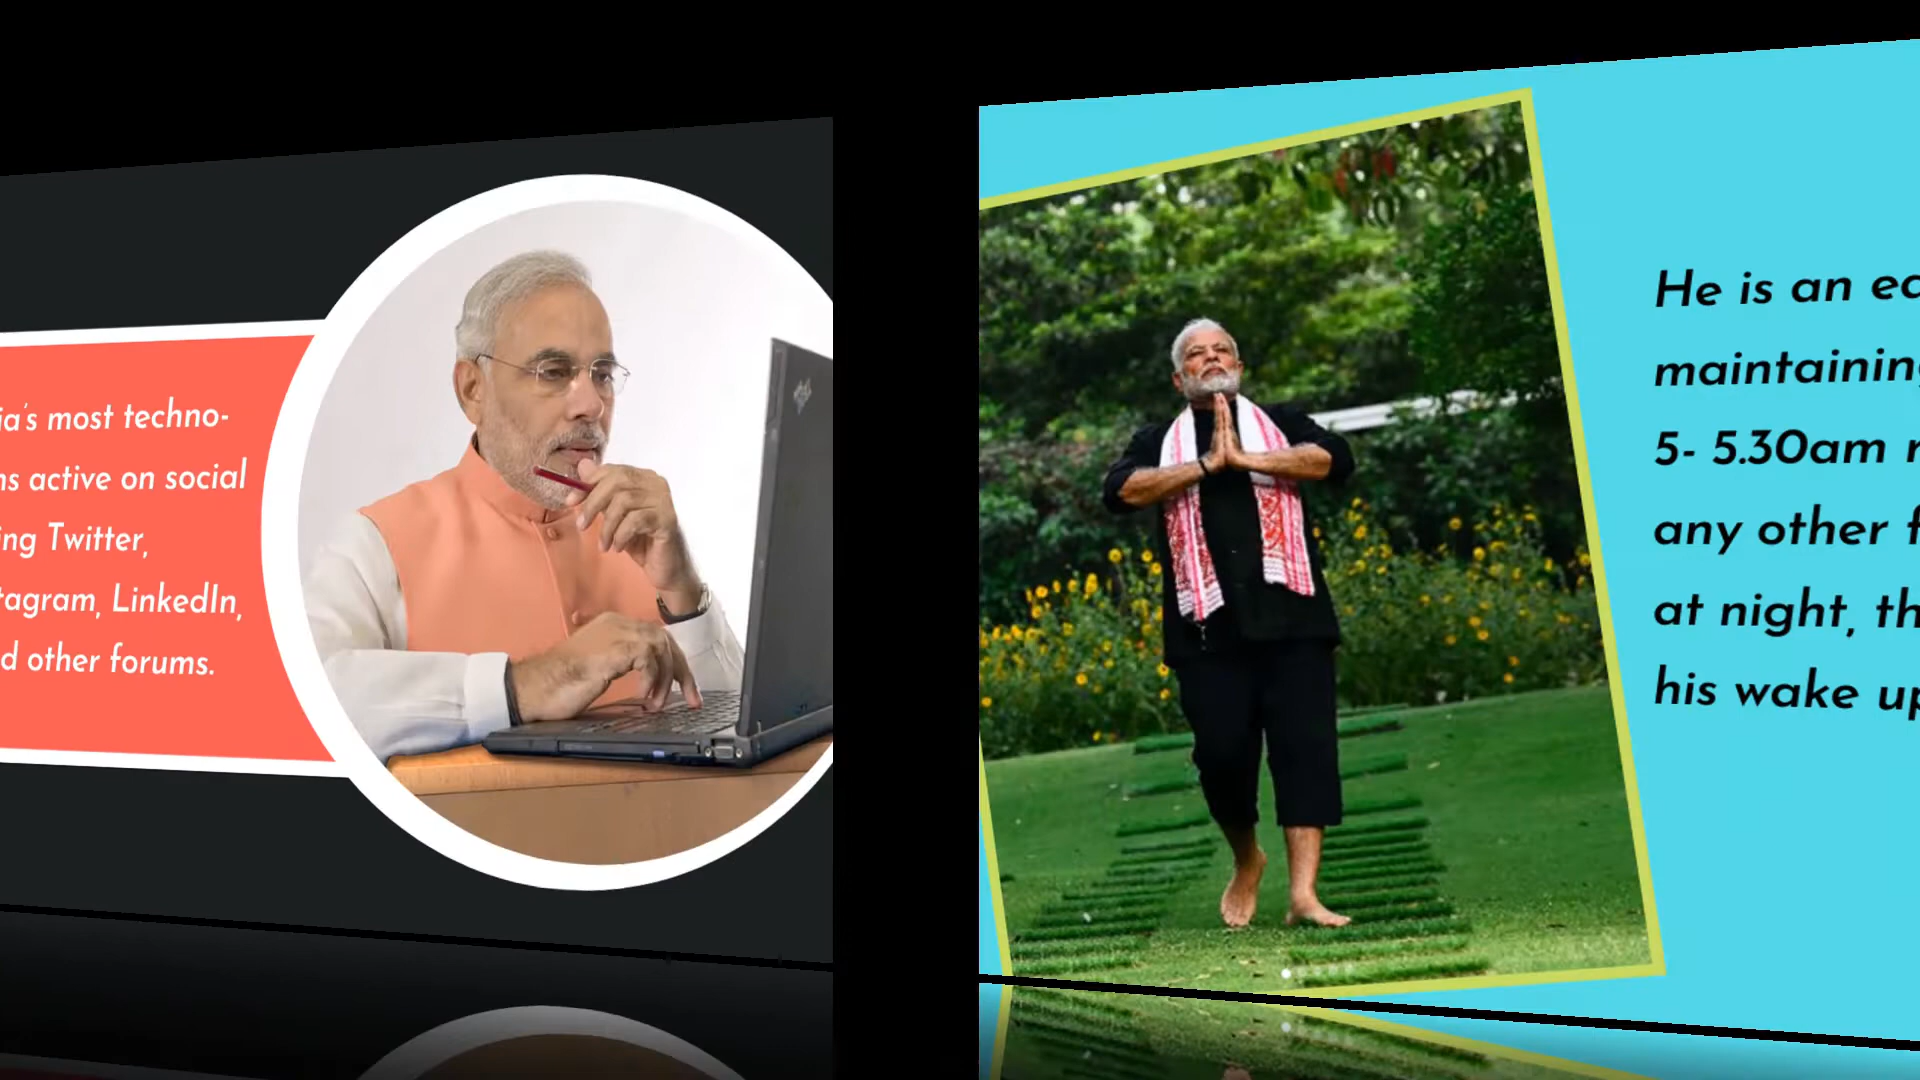 ia's most techno-
ns active on social
ing Twitter,
tagram, LinkedIn,
d other forums.
He is an ea
maintaining
5- 5.30am
any other f
at night, th
his wake up